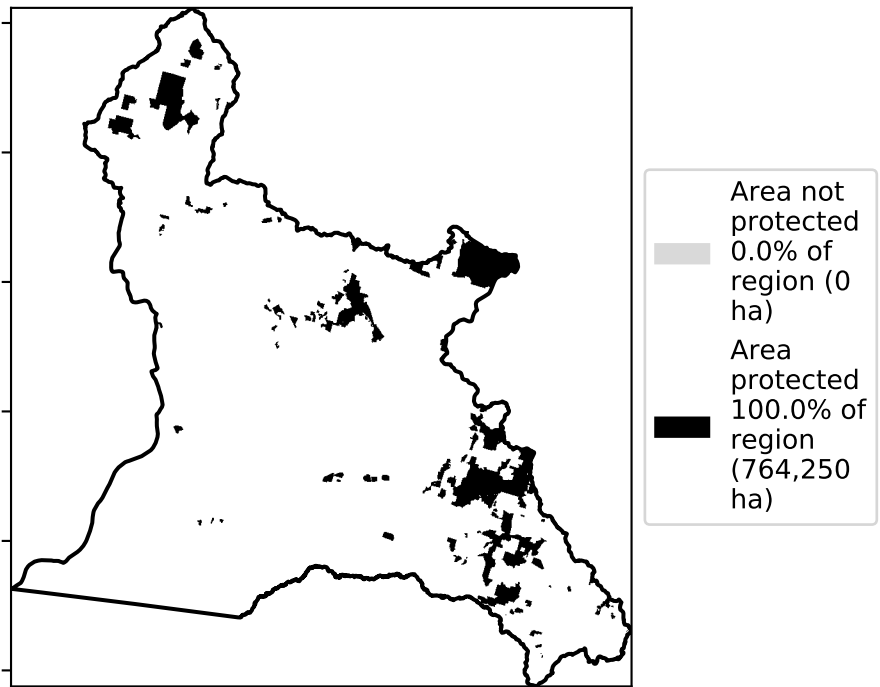 Area not
protected
0.0% of
region (0
ha)
Area
protected
100.0% of
region
(764,250
ha)